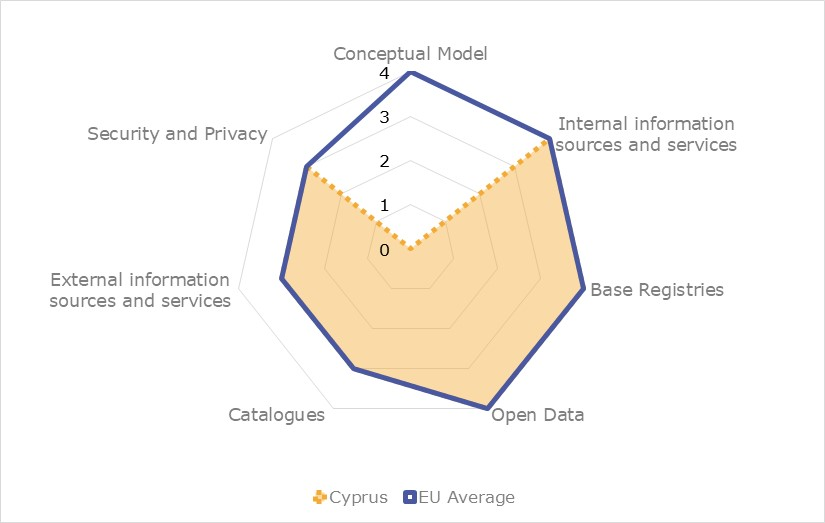 Conceptual Model
4
3
2
1
0
Internal information
sources and services
Security and Privacy
External information
sources and services
Base Registries
Catalogues
Open Data
Cyprus
EU Average